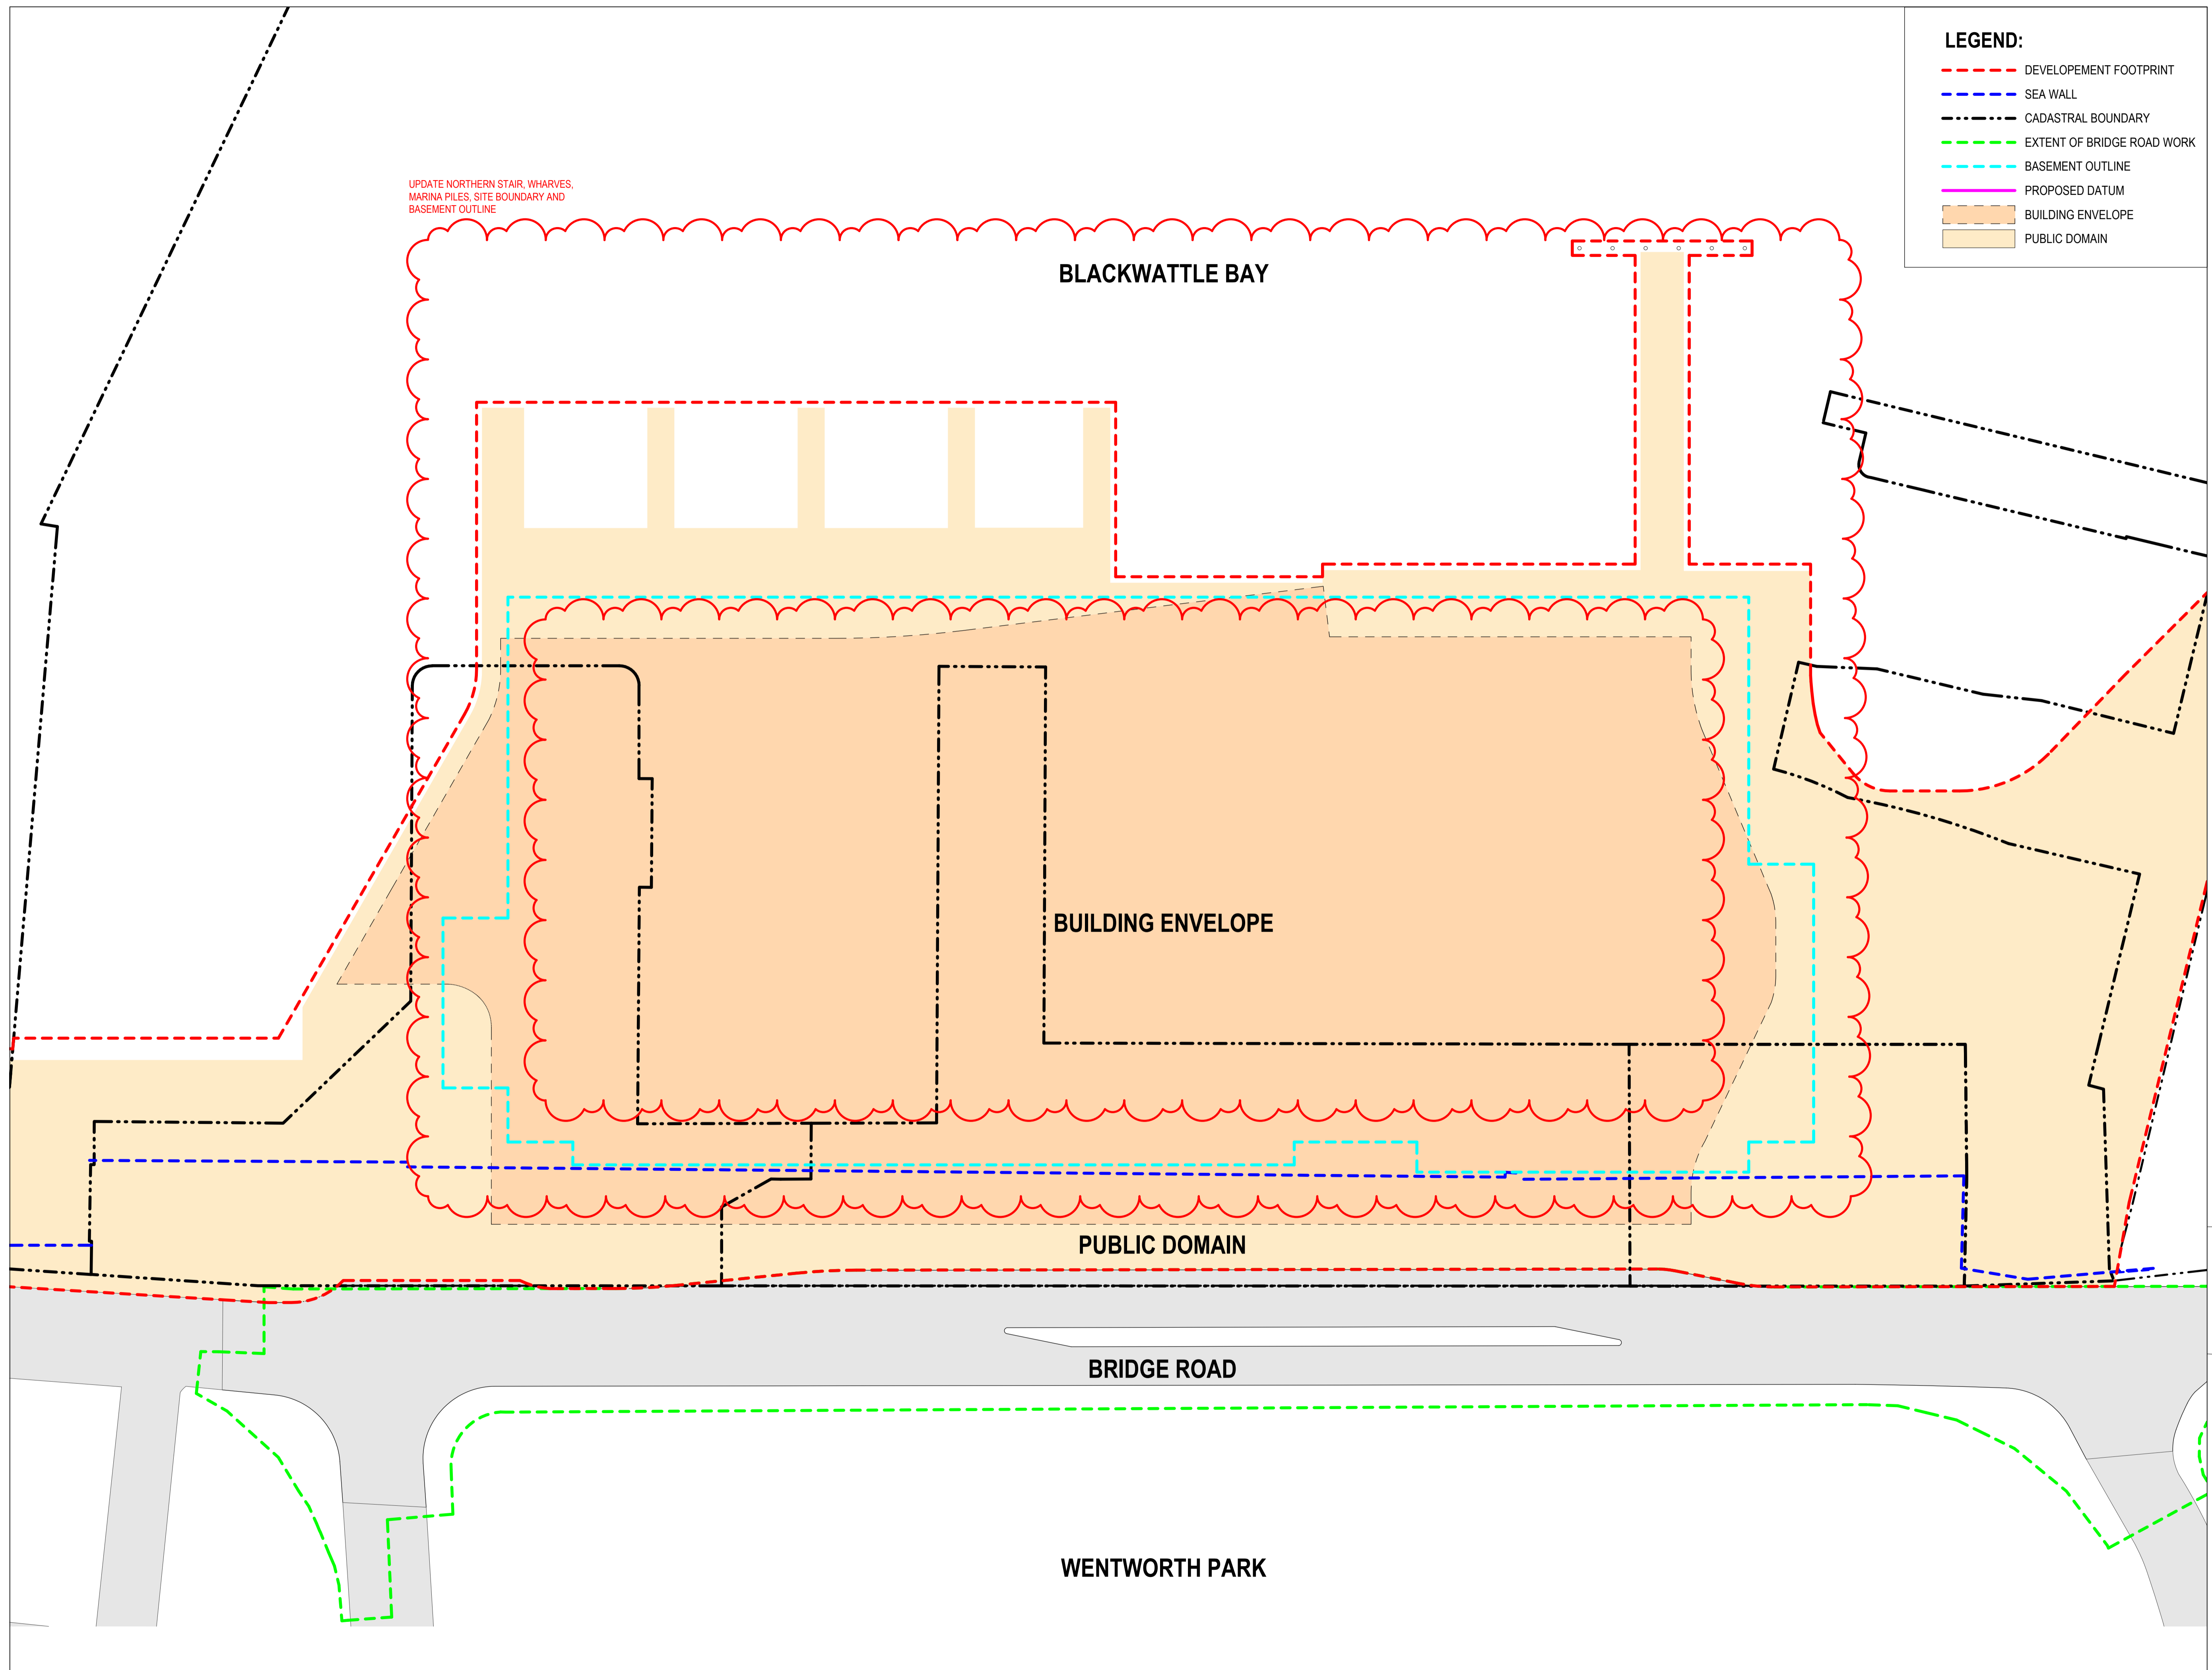 LEGEND:
DEVELOPEMENT FOOTPRINT
SEA WALL
CADASTRAL BOUNDARY
EXTENT OF BRIDGE ROAD WORK
BASEMENT OUTLINE
PROPOSED DATUM
BUILDING ENVELOPE
PUBLIC DOMAIN
UPDATE NORTHERN STAIR, WHARVES,
MARINA PILES, SITE BOUNDARY AND
BASEMENT OUTLINE
BLACKWATTLE BAY
BUILDING ENVELOPE
PUBLIC DOMAIN
BRIDGE ROAD
WENTWORTH PARK